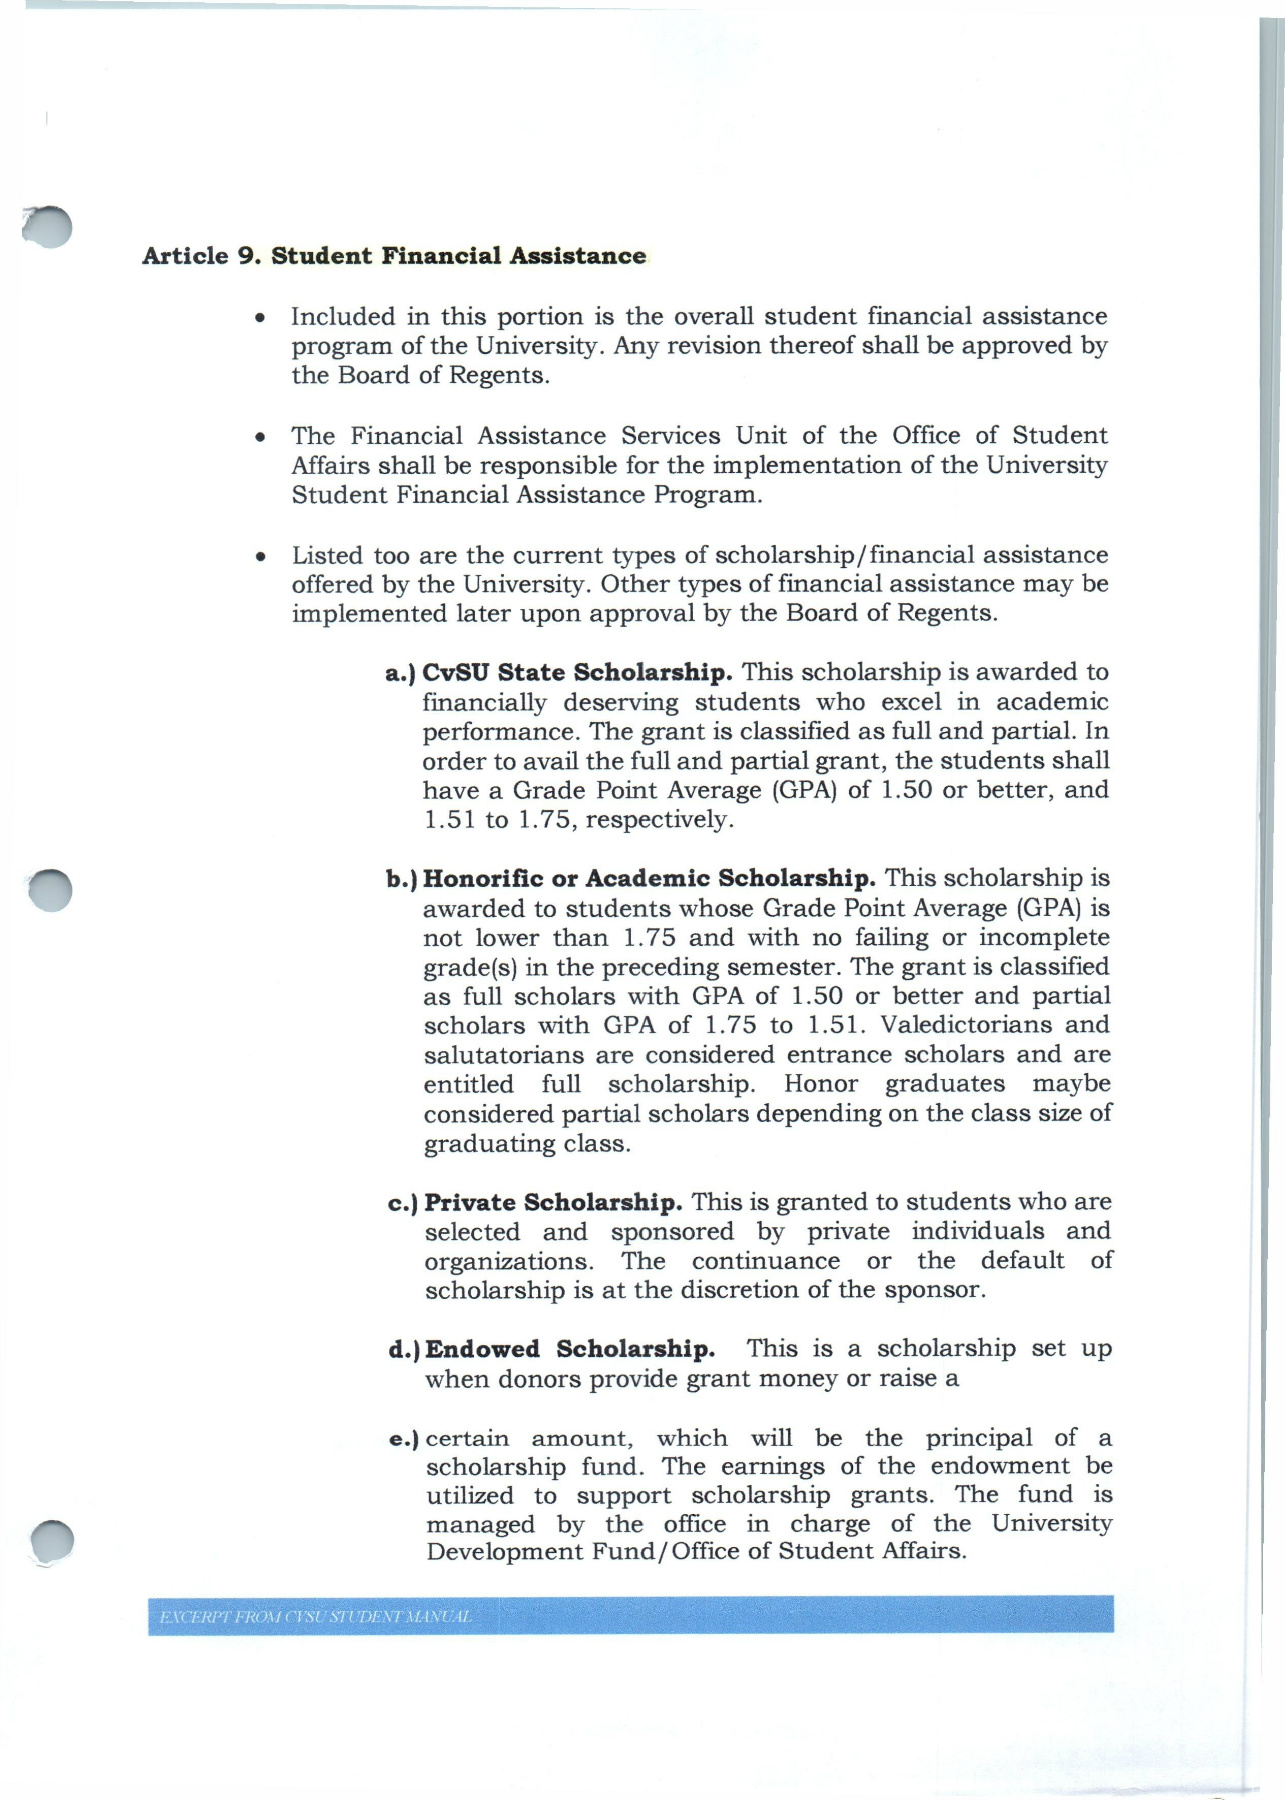 Article 9. Student Financial Assistance
• Included in this portion is the overall student financial assistance
program of the University. Any revision thereof shall be approved by
the Board of Regents.
• The Financial Assistance Services Unit of the Office of Student
Affairs shall be responsible for the implementation of the University
Student Financial Assistance Program.
• Listed too are the current types of scholarship/financial assistance
offered by the University. Other types of financial assistance may be
implemented later upon approval by the Board of Regents.
a.) CvSU State Scholarship. This scholarship is awarded to
financially deserving students who excel in academic
performance. The grant is classified as full and partial. In
order to avail the full and partial grant, the students shall
have a Grade Point Average (GPA) of 1.50 or better, and
1.51 to 1.75, respectively.
b.) Honorific or Academic Scholarship. This scholarship is
awarded to students whose Grade Point Average (GPA) is
not lower than 1.75 and with no failing or incomplete
grade(s) in the preceding semester. The grant is classified
as full scholars with GPA of 1.50 or better and partial
scholars with GPA of 1.75 to 1.51. Valedictorians and
salutatorians are considered entrance scholars and are
entitled full scholarship. Honor graduates maybe
considered partial scholars depending on the class size of
graduating class.
c.) Private Scholarship. This is granted to students who are
selected and sponsored by private individuals and
organizations. The continuance or the default of
scholarship is at the discretion of the sponsor.
d.) Endowed Scholarship. This is a scholarship set up
when donors provide grant money or raise a
e.) certain amount, which will be the principal of a
scholarship fund. The earnings of the endowment be
utilized to support scholarship grants. The fund is
managed by the office in charge of the University
Development Fund/Office of Student Affairs.
EXCERPT FROM CVSU STUDENT MANUAL